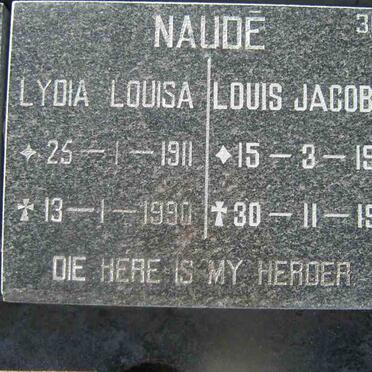 NAUDÉ 3
LYDIA LOUISA LOUIS JACOB
25-1-1911 15-3-19
13-1-1990 30-11-19
DIE HERE IS MY HERDER